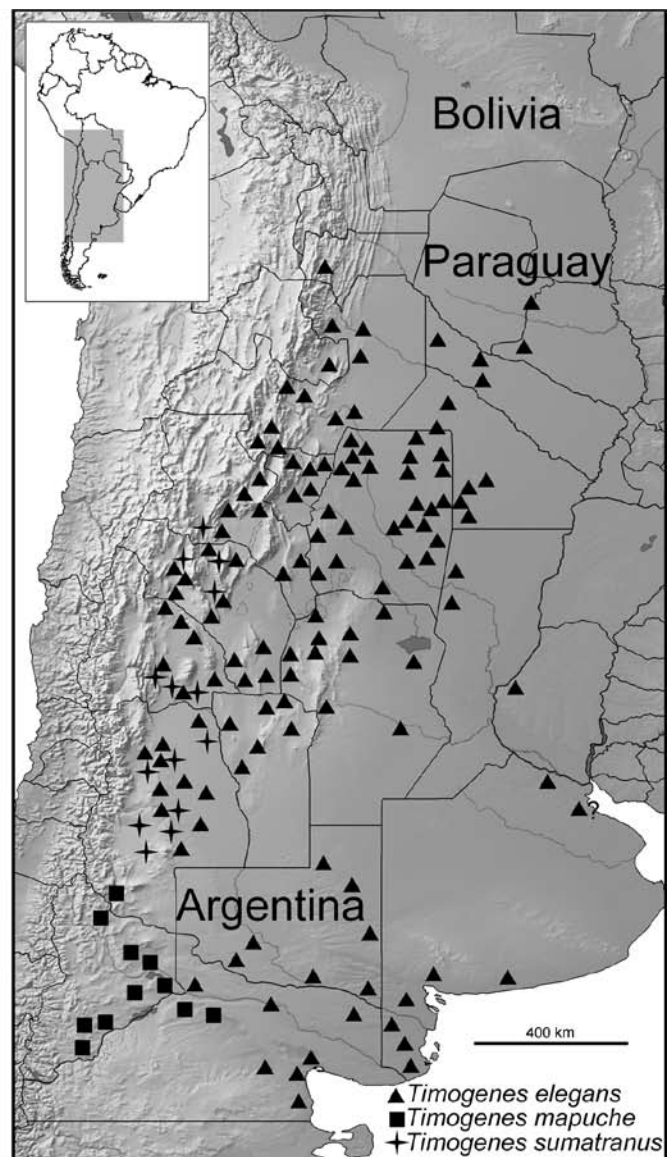 Bolivia
Paraguay
?
Argentina
400 km
Timogenes elegans
Timogenes mapuche
Timogenes sumatranus